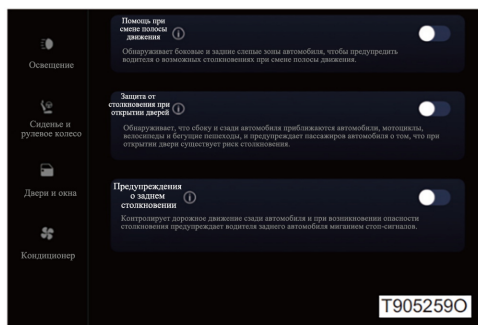 Освещение
Сиденье и
рулевое колесо
Двери и окна
Кондиционер
Помощь при
смене полосы
движения
Обнаруживает боковые и задние слепые зоны автомобиля, чтобы предупредить
водителя о возможных столкновениях при смене полосы движения.
Защита от
столкновения при
открытии дверей
Обнаруживает, что сбоку и сзади автомобиля приближаются автомобили, мотоциклы,
велосипеды и бегущие пешеходы, и предупреждает пассажиров автомобиля о том, что при
открытии двери существует риск столкновения.
Предупреждения
о заднем
столкновении
Контролирует дорожное движение сзади автомобиля и при возникновении опасности
столкновения предупреждает водителя заднего автомобиля миганием стоп-сигналов.
T905259O